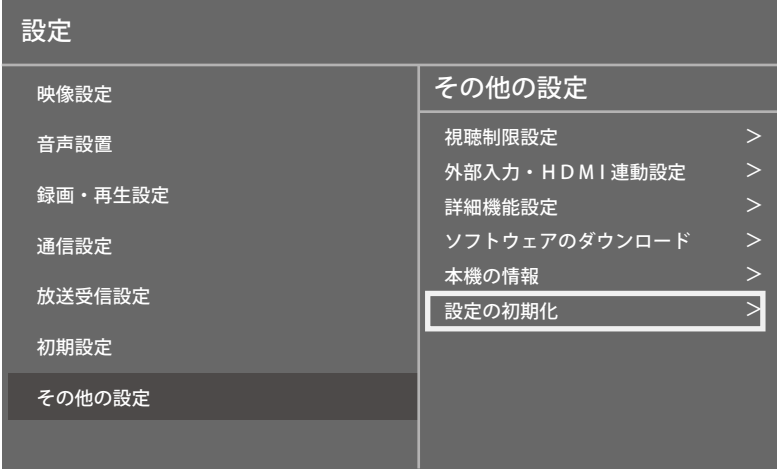 設定
映像設定
音声設置
録画・再生設定
通信設定
放送受信設定
初期設定
その他の設定
その他の設定
視聴制限設定 >
外部入力・ＨＤＭＩ連動設定 >
詳細機能設定 >
ソフトウェアのダウンロード >
本機の情報 >
設定の初期化 >